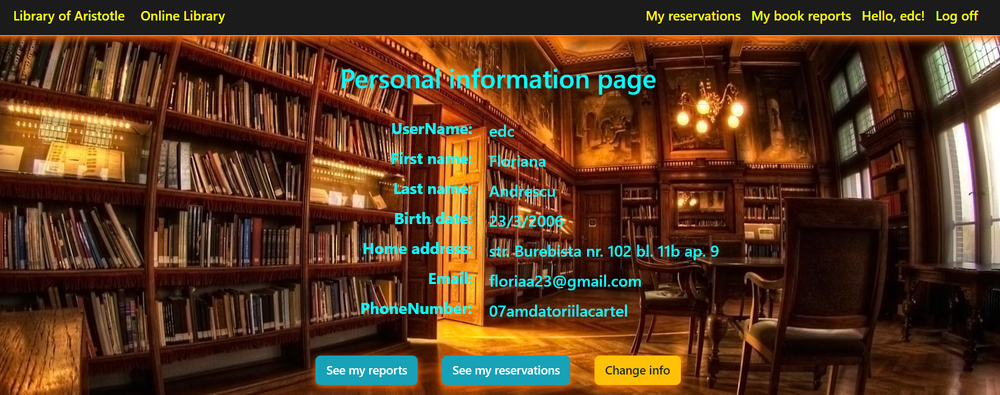 Library of Aristotle Online Library My reservations My book reports Hello, edc! Log off
Personal information page
UserName: edc
First name: Floriana
Last name: Andrescu
Birth date: 23/3/2006
Home address: str. Burebista nr. 102 bl. 11b ap. 9
Email: floriaa23@gmail.com
PhoneNumber: 07amdatoriilacartel
See my reports See my reservations Change info